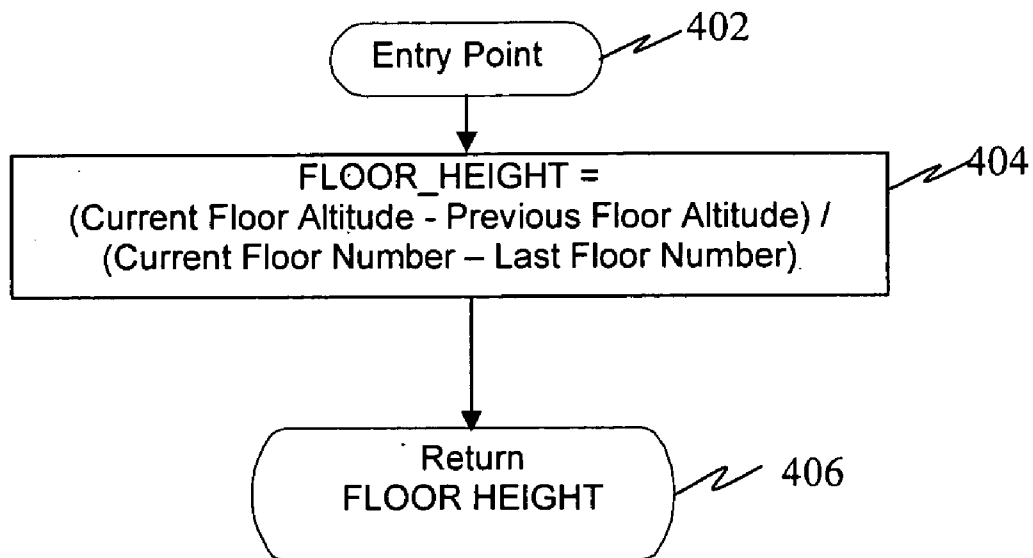 Entry Point
402
FLOOR_HEIGHT =
(Current Floor Altitude - Previous Floor Altitude) /
(Current Floor Number – Last Floor Number)
404
Return
FLOOR HEIGHT
406